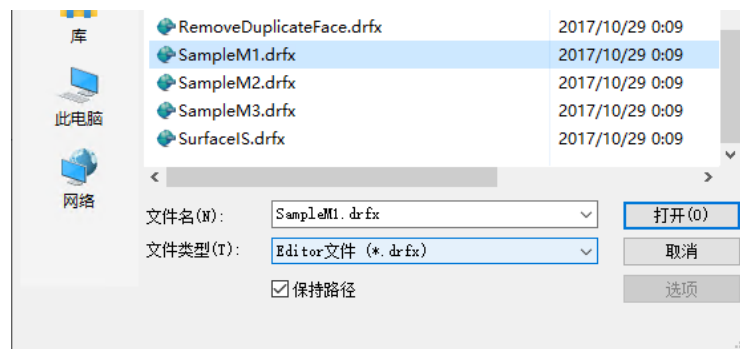 库
RemoveDuplicateFace.drfx 2017/10/29 0:09
SampleM1.drfx 2017/10/29 0:09
SampleM2.drfx 2017/10/29 0:09
此电脑
SampleM3.drfx 2017/10/29 0:09
SurfaceIS.drfx 2017/10/29 0:09
网络
文件名(N): SampleM1.drfx 打开(O)
文件类型(T): Editor文件 (*.drfx) 取消
保持路径 选项